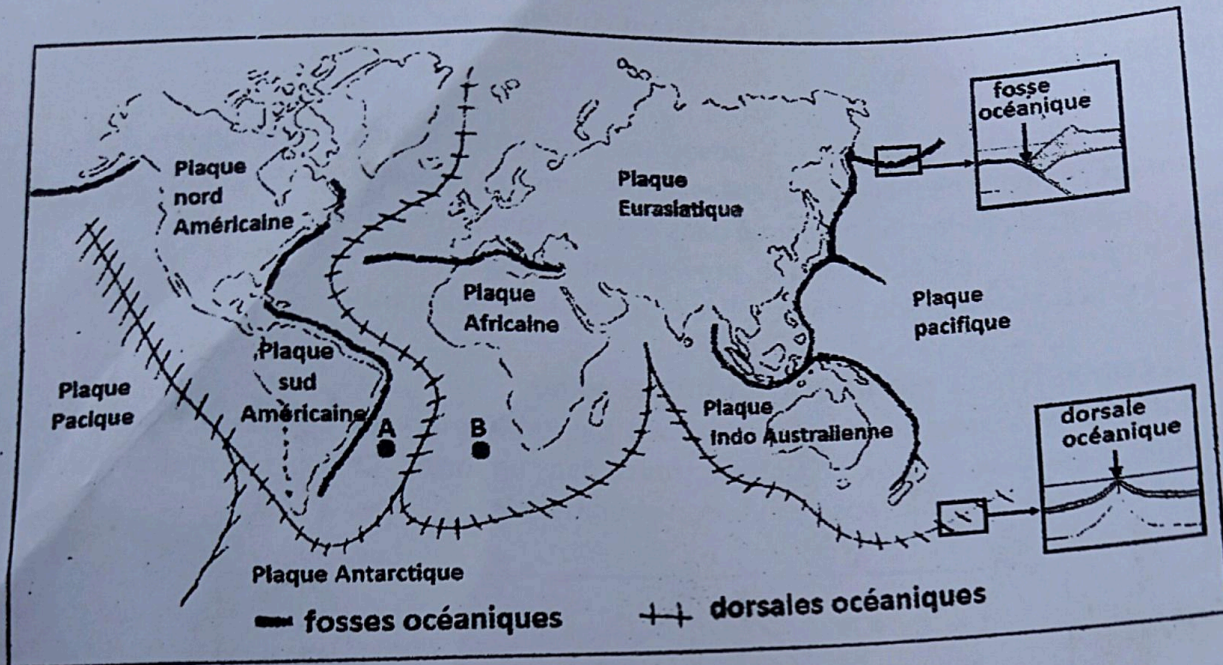 Plaque
nord
Américaine
Plaque
Eurasiatique
fosse
océanique
Plaque
Africaine
Plaque
pacifique
Plaque
sud
Américaine
Plaque
Pacique
A
B
Plaque
Indo Australienne
dorsale
océanique
Plaque Antarctique
fosses océaniques
dorsales océaniques